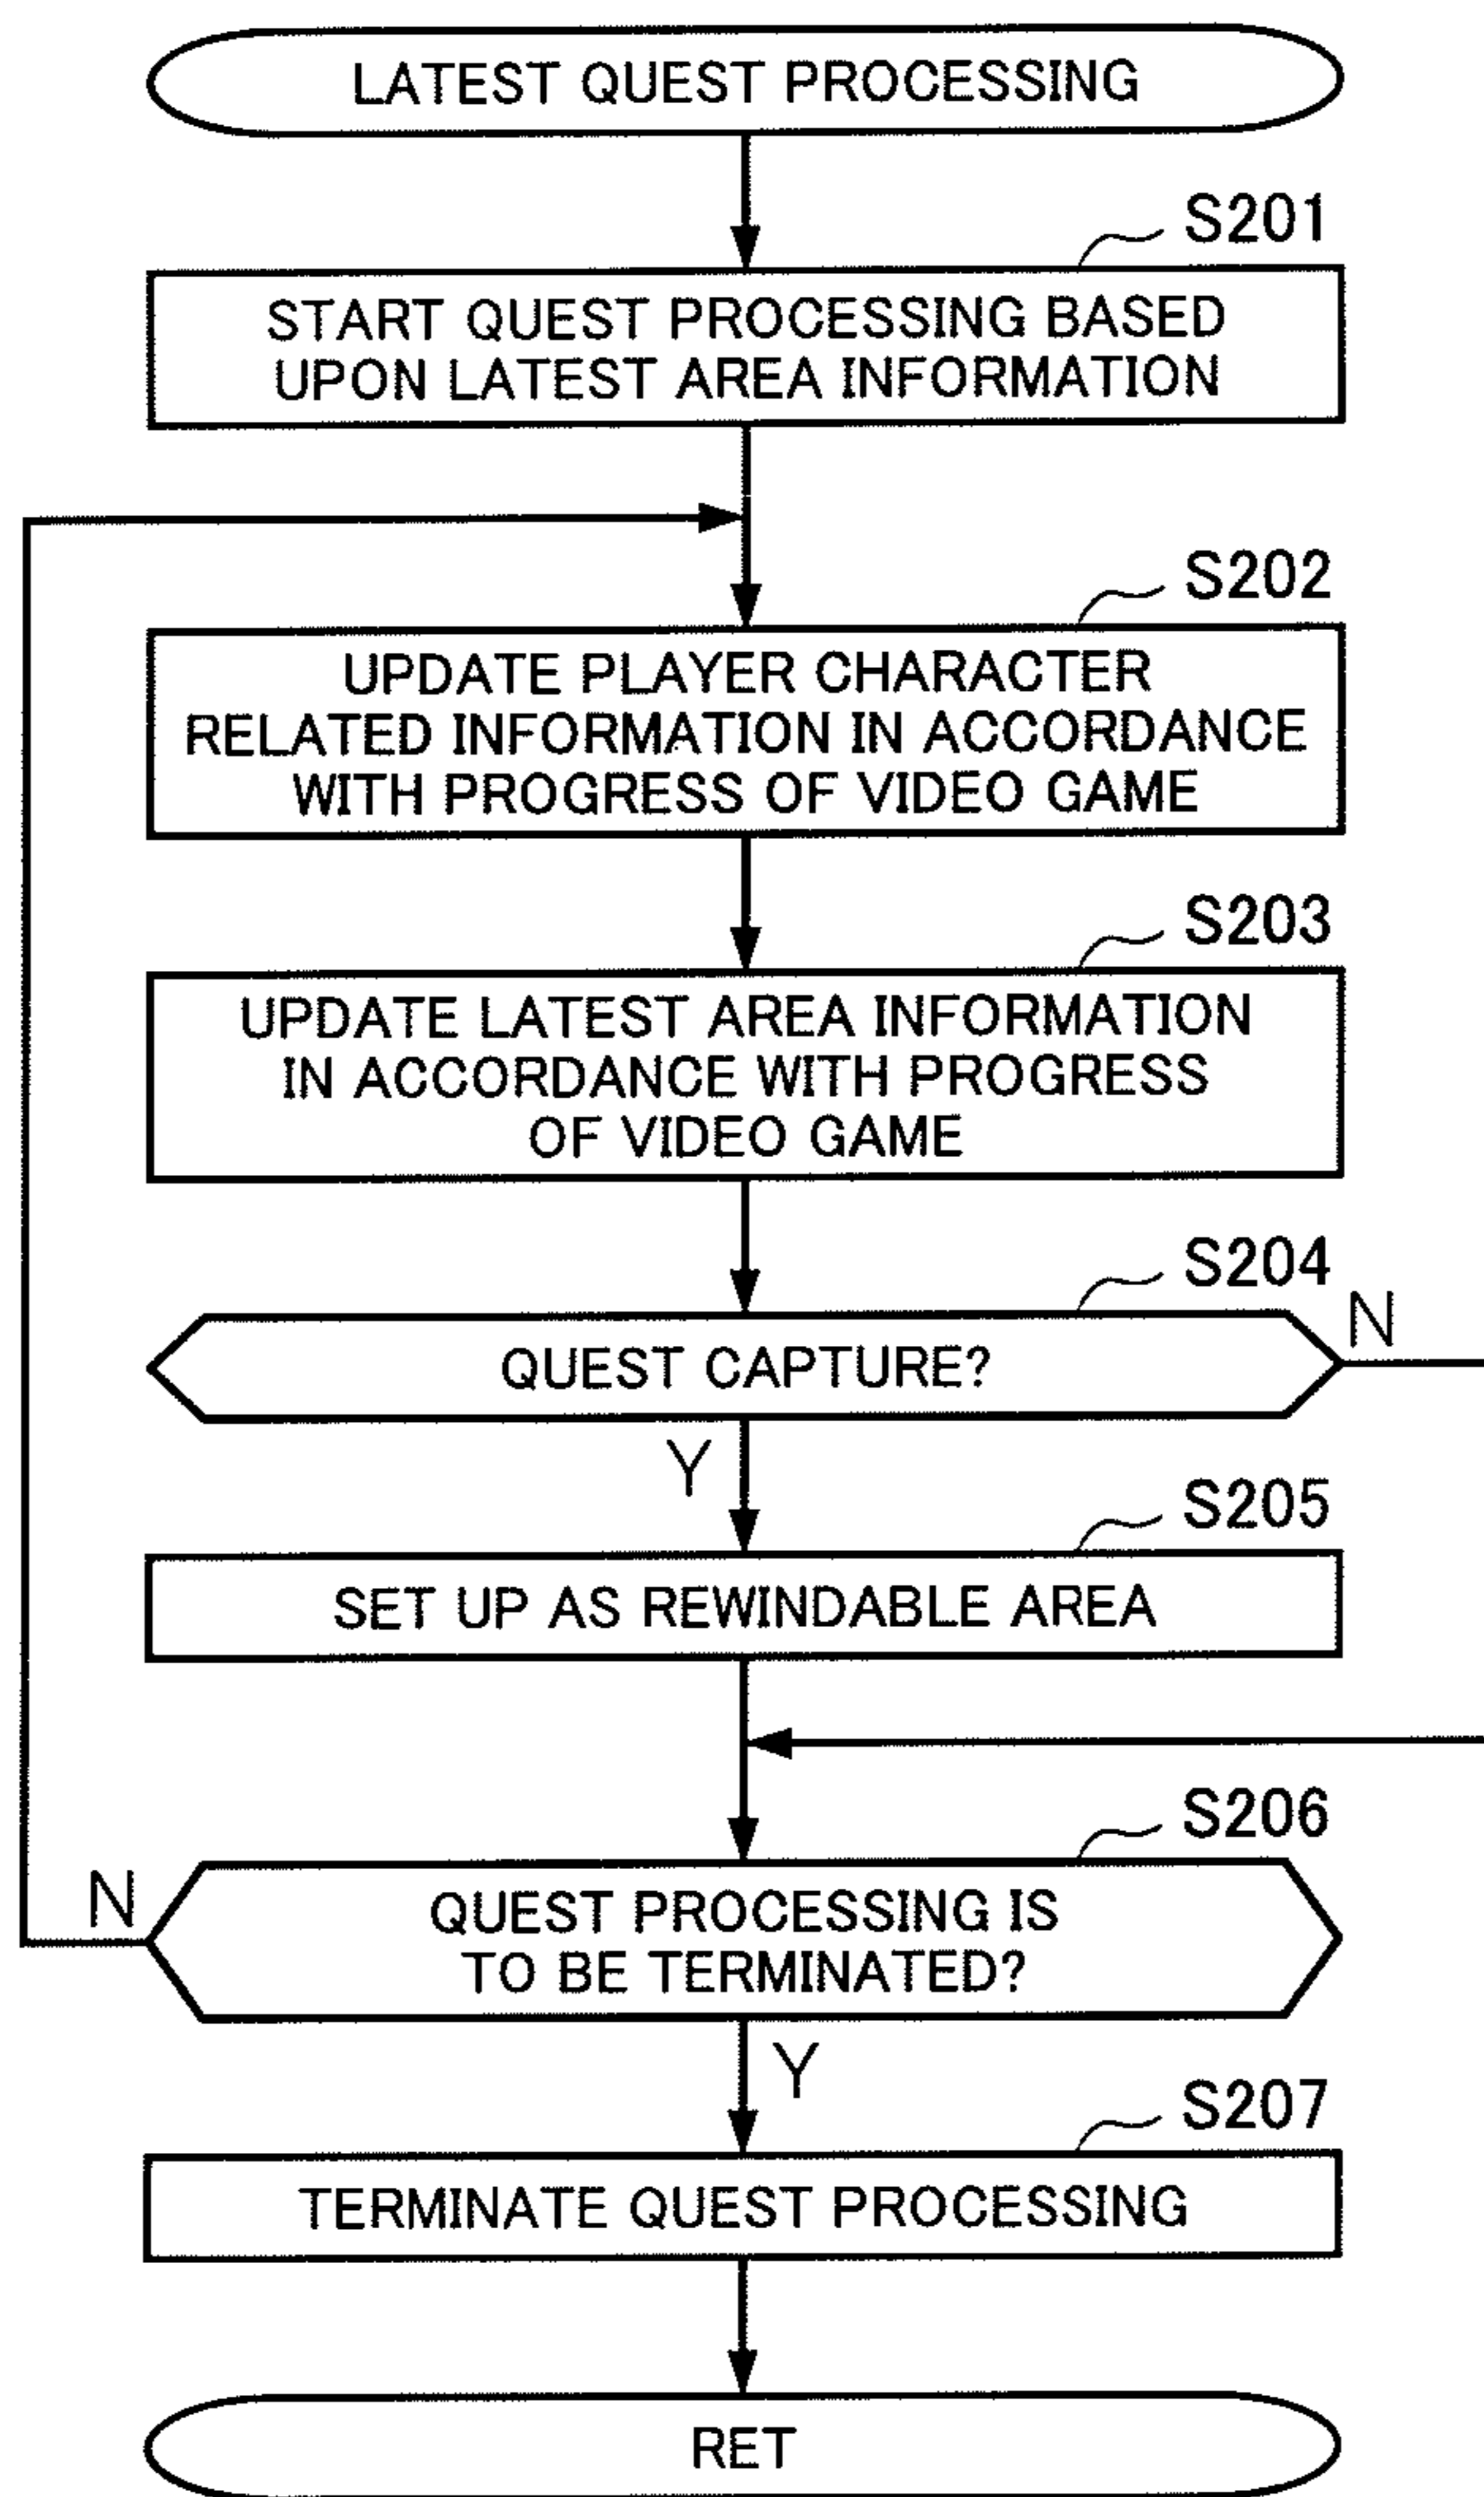 LATEST QUEST PROCESSING
S201
START QUEST PROCESSING BASED
UPON LATEST AREA INFORMATION
S202
UPDATE PLAYER CHARACTER
RELATED INFORMATION IN ACCORDANCE
WITH PROGRESS OF VIDEO GAME
S203
UPDATE LATEST AREA INFORMATION
IN ACCORDANCE WITH PROGRESS
OF VIDEO GAME
S204
N
QUEST CAPTURE?
Y
S205
SET UP AS REWINDABLE AREA
S206
N
QUEST PROCESSING IS
TO BE TERMINATED?
Y
S207
TERMINATE QUEST PROCESSING
RET